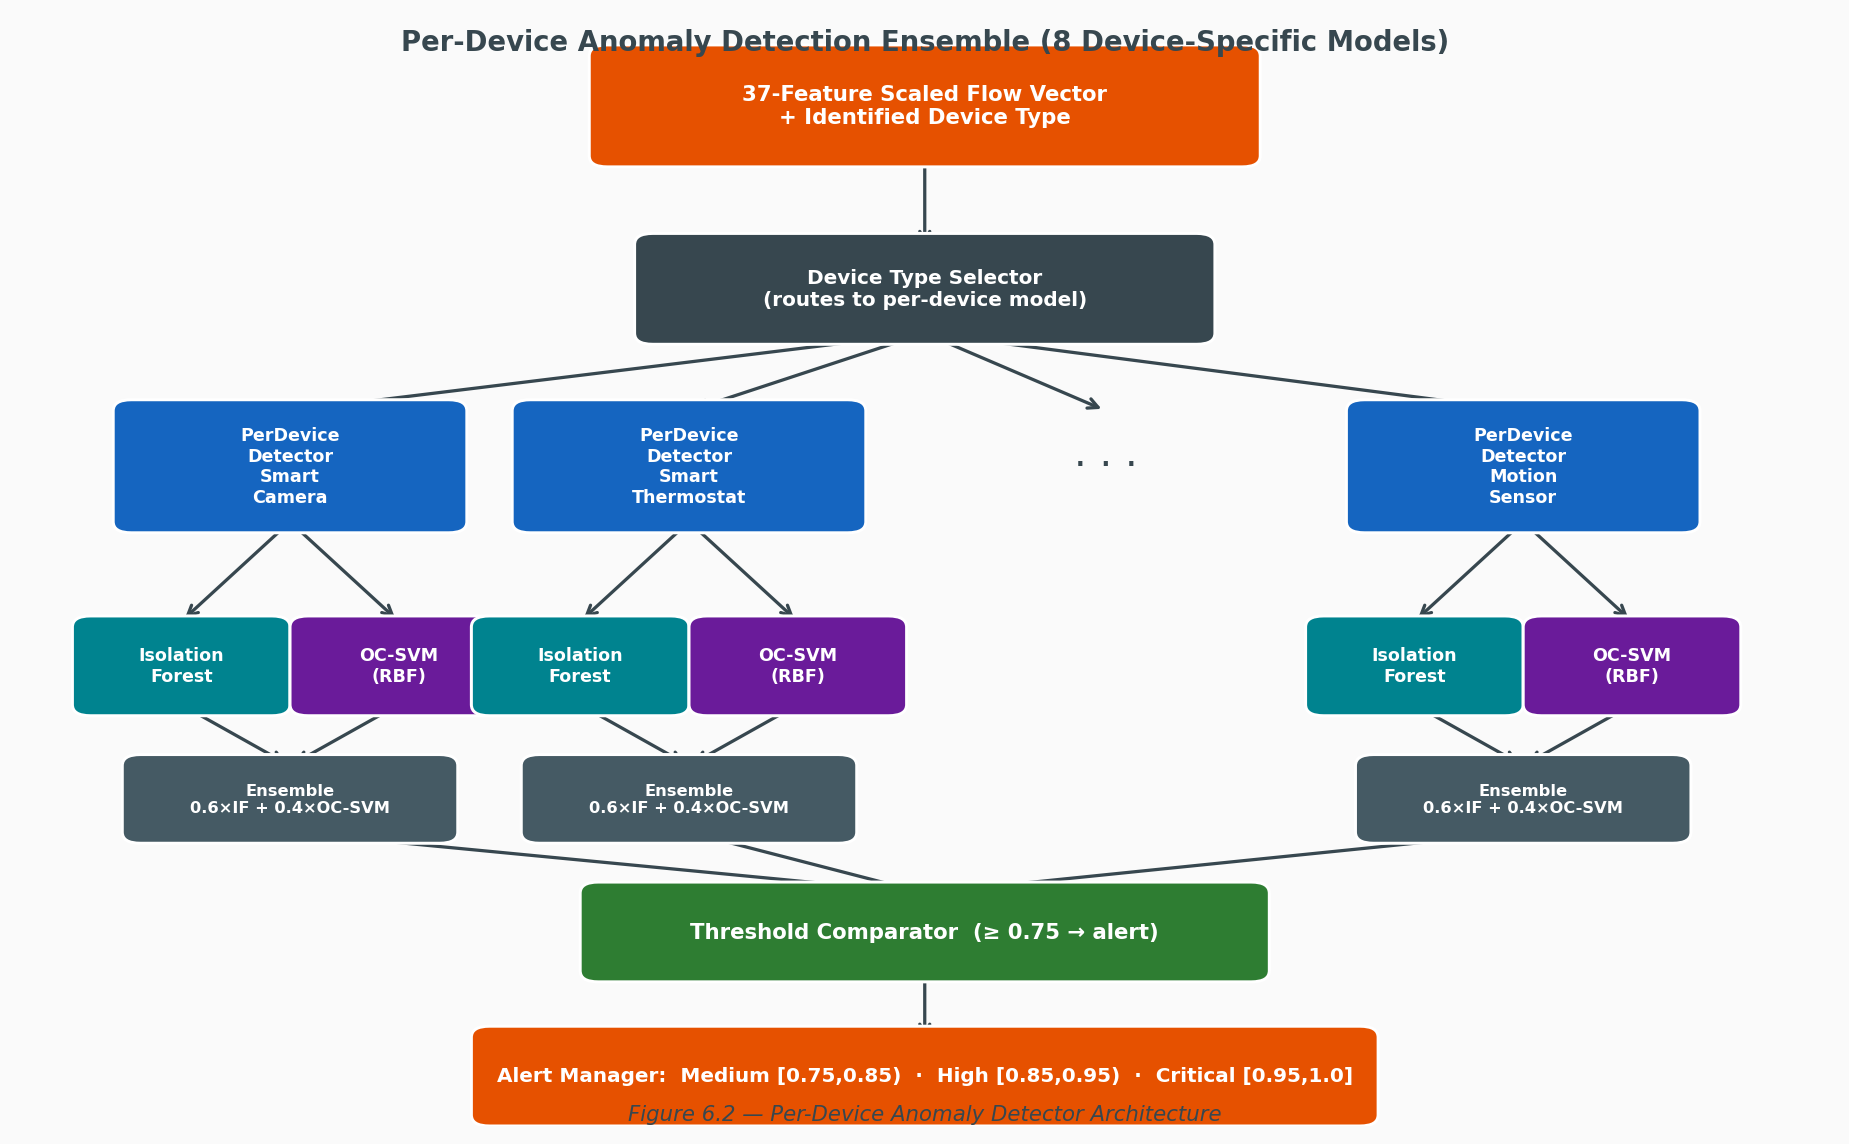 Per-Device Anomaly Detection Ensemble (8 Device-Specific Models)
37-Feature Scaled Flow Vector
+ Identified Device Type
Device Type Selector
(routes to per-device model)
PerDevice
Detector
Smart
Camera
PerDevice
Detector
Smart
Thermostat
. . .
PerDevice
Detector
Motion
Sensor
Isolation
Forest
OC-SVM
(RBF)
Isolation
Forest
OC-SVM
(RBF)
Isolation
Forest
OC-SVM
(RBF)
Ensemble
0.6×IF + 0.4×OC-SVM
Ensemble
0.6×IF + 0.4×OC-SVM
Ensemble
0.6×IF + 0.4×OC-SVM
Threshold Comparator  (≥ 0.75 → alert)
Alert Manager:  Medium [0.75,0.85)  ·  High [0.85,0.95)  ·  Critical [0.95,1.0]
Figure 6.2 — Per-Device Anomaly Detector Architecture